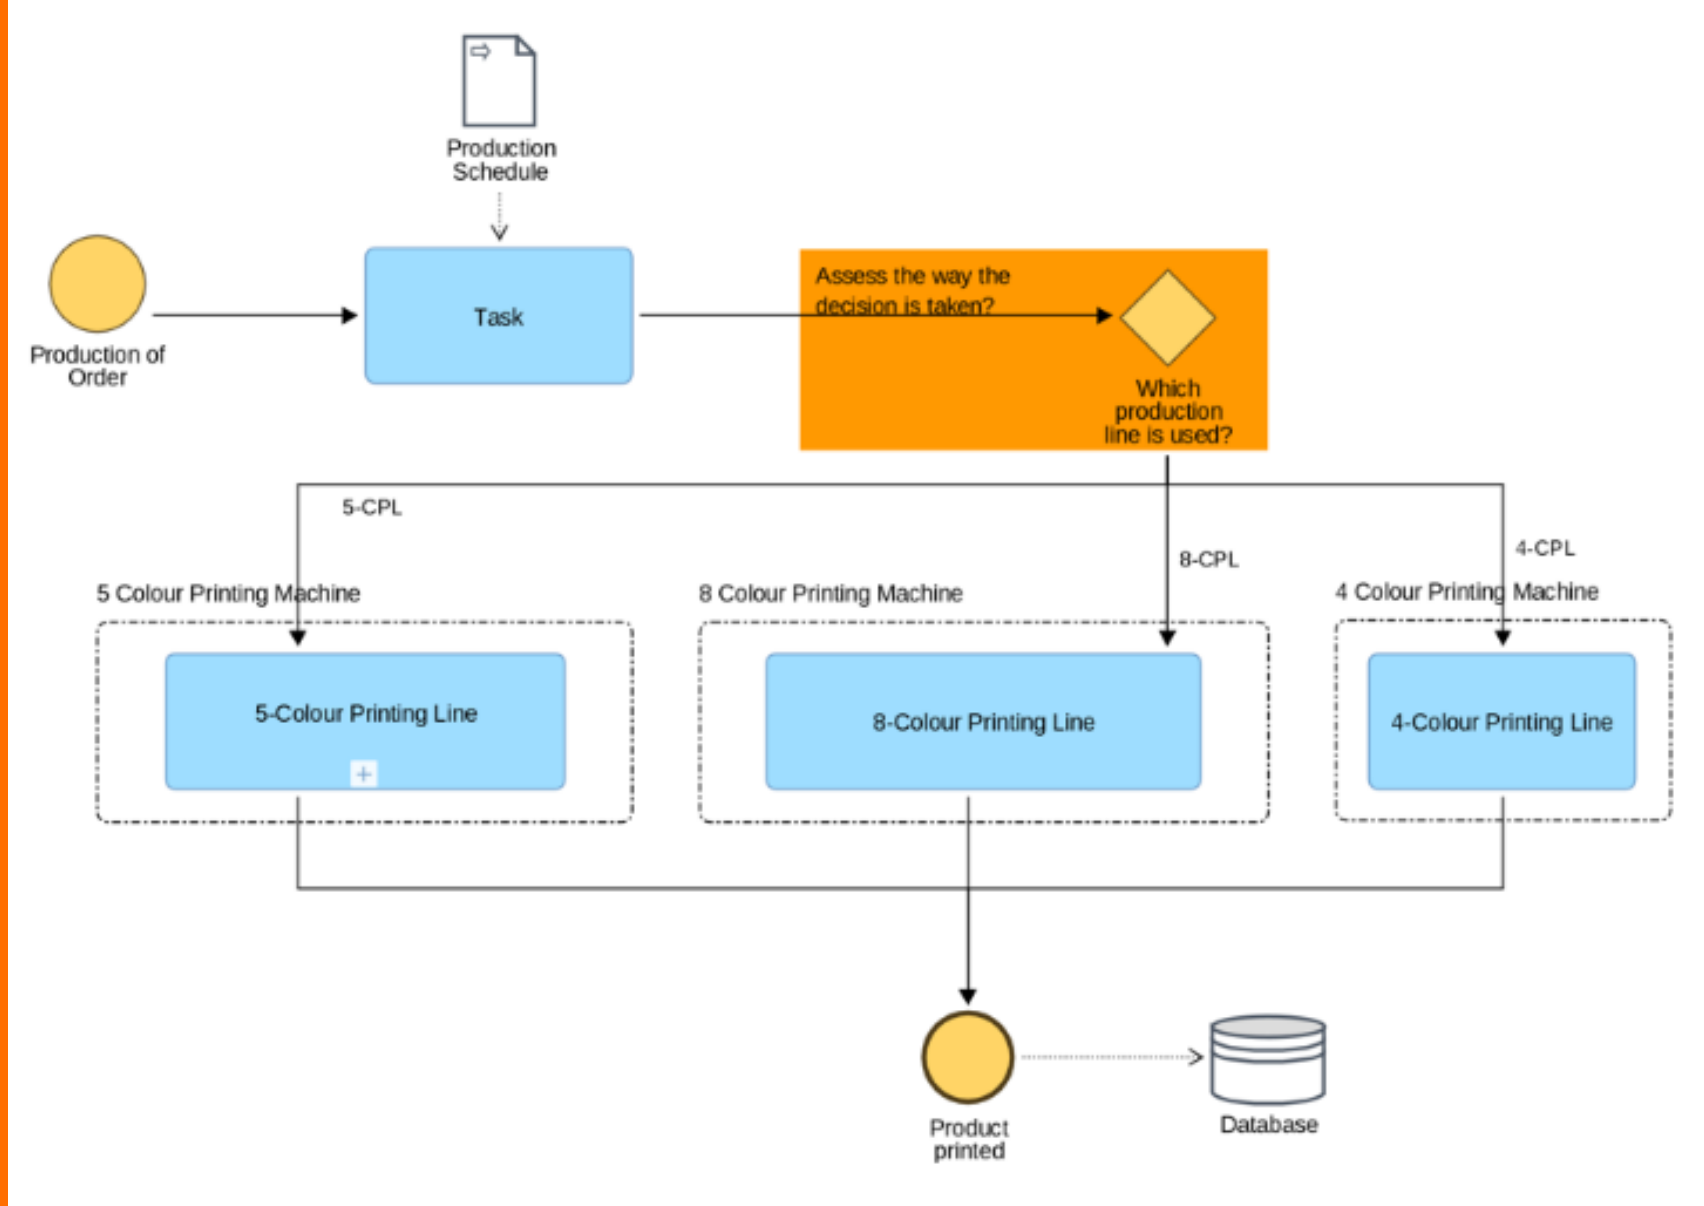 Production
Schedule
Production of
Order
Task
Assess the way the
decision is taken?
Which
production
line is used?
5-CPL
8-CPL
4-CPL
5 Colour Printing Machine
8 Colour Printing Machine
4 Colour Printing Machine
5-Colour Printing Line
8-Colour Printing Line
4-Colour Printing Line
Product
printed
Database